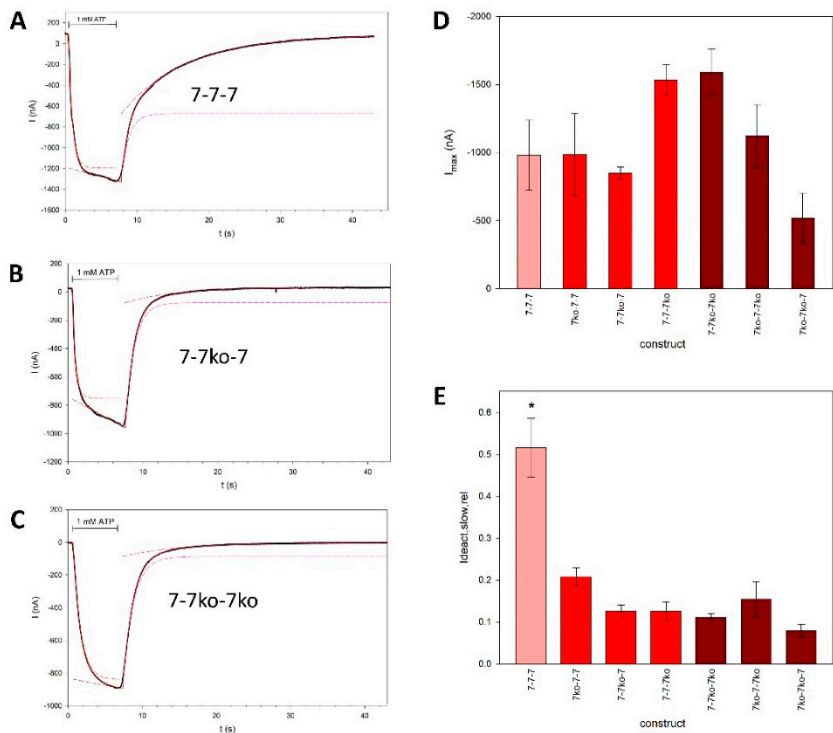 A
1 mM ATP
200
0
-200
-400
-600
-800
-1000
-1200
-1400
-1600
I (nA)
7-7-7
0 10 20 30 40
t (s)
B
1 mM ATP
200
0
-200
-400
-600
-800
-1000
-1200
I (nA)
7-7ko-7
0 10 20 30 40
t (s)
C
1 mM ATP
200
0
-200
-400
-600
-800
-1000
I (nA)
7-7ko-7ko
0 10 20 30 40
t (s)
D
-2000
-1500
-1000
-500
0
Imax (nA)
7-7-7
7ko-7-7
7-7ko-7
7-7-7ko
7-7ko-7ko
7ko-7-7ko
7ko-7ko-7
construct
E
0.6
0.5
0.4
0.3
0.2
0.1
0.0
Ideact,slow,rel
*
7-7-7
7ko-7-7
7-7ko-7
7-7-7ko
7-7ko-7ko
7ko-7-7ko
7ko-7ko-7
construct